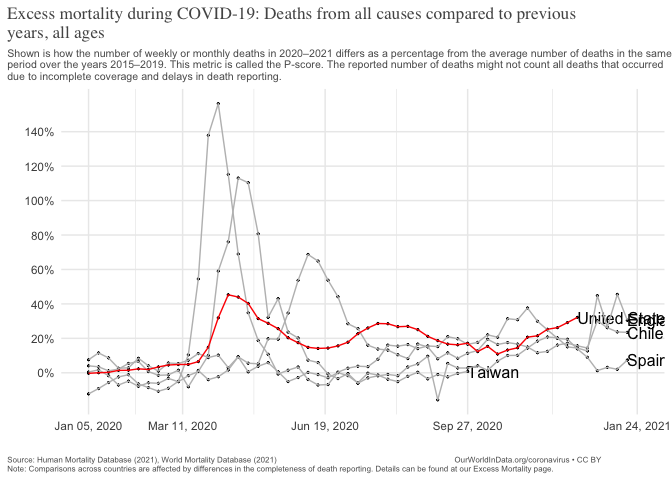 Excess mortality during COVID-19: Deaths from all causes compared to previous
years, all ages
Shown is how the number of weekly or monthly deaths in 2020–2021 differs as a percentage from the average number of deaths in the same
period over the years 2015–2019. This metric is called the P-score. The reported number of deaths might not count all deaths that occurred
due to incomplete coverage and delays in death reporting.
140%
120%
100%
80%
60%
40%
20%
0%
United State
Chile
Spain
Taiwan
Jan 05, 2020
Mar 11, 2020
Jun 19, 2020
Sep 27, 2020
Jan 24, 2021
Source: Human Mortality Database (2021), World Mortality Database (2021)
OurWorldInData.org/coronavirus • CC BY
Note: Comparisons across countries are affected by differences in the completeness of death reporting. Details can be found at our Excess Mortality page.